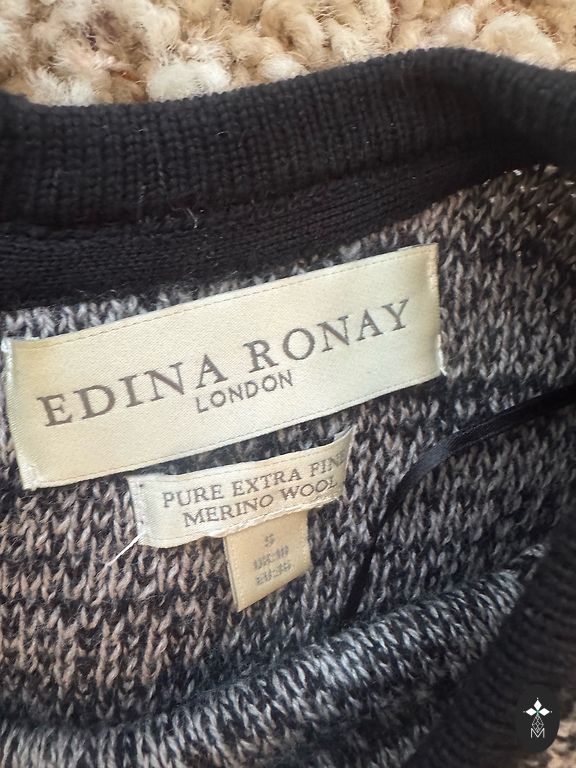 EDINA RONAY
LONDON
PURE EXTRA FINE
MERINO WOOL
S